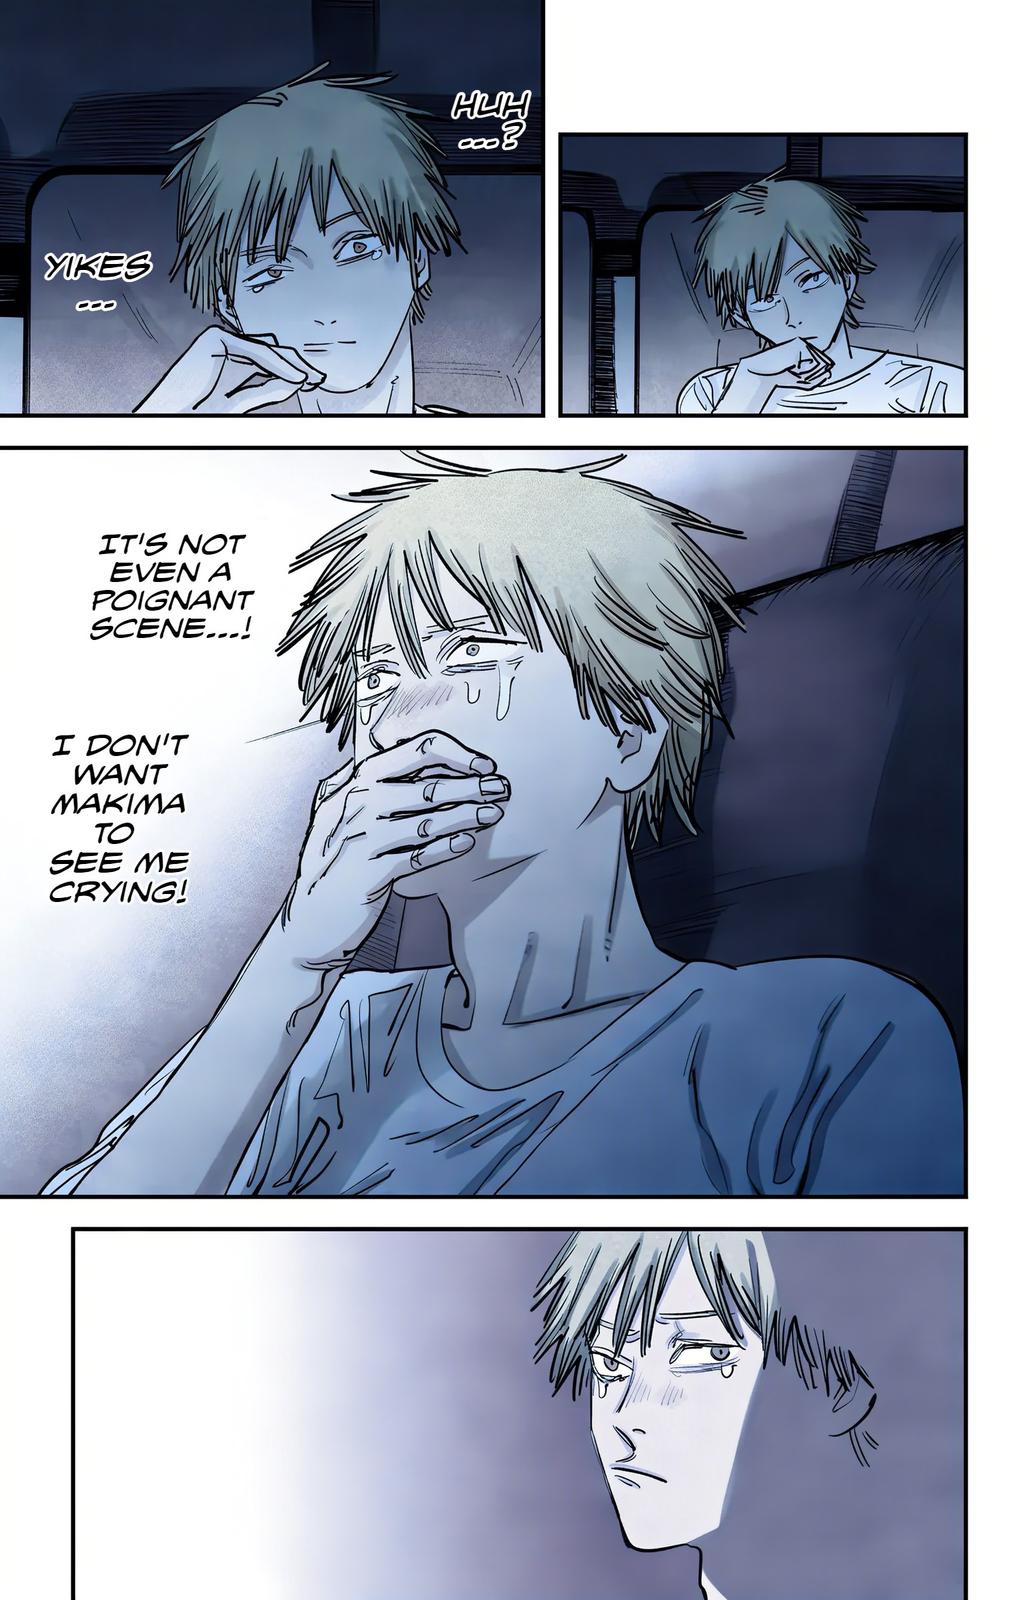 HUH
...?
YIKES
...
IT'S NOT
EVEN A
POIGNANT
SCENE...!
I DON'T
WANT
MAKIMA
TO
SEE ME
CRYING!